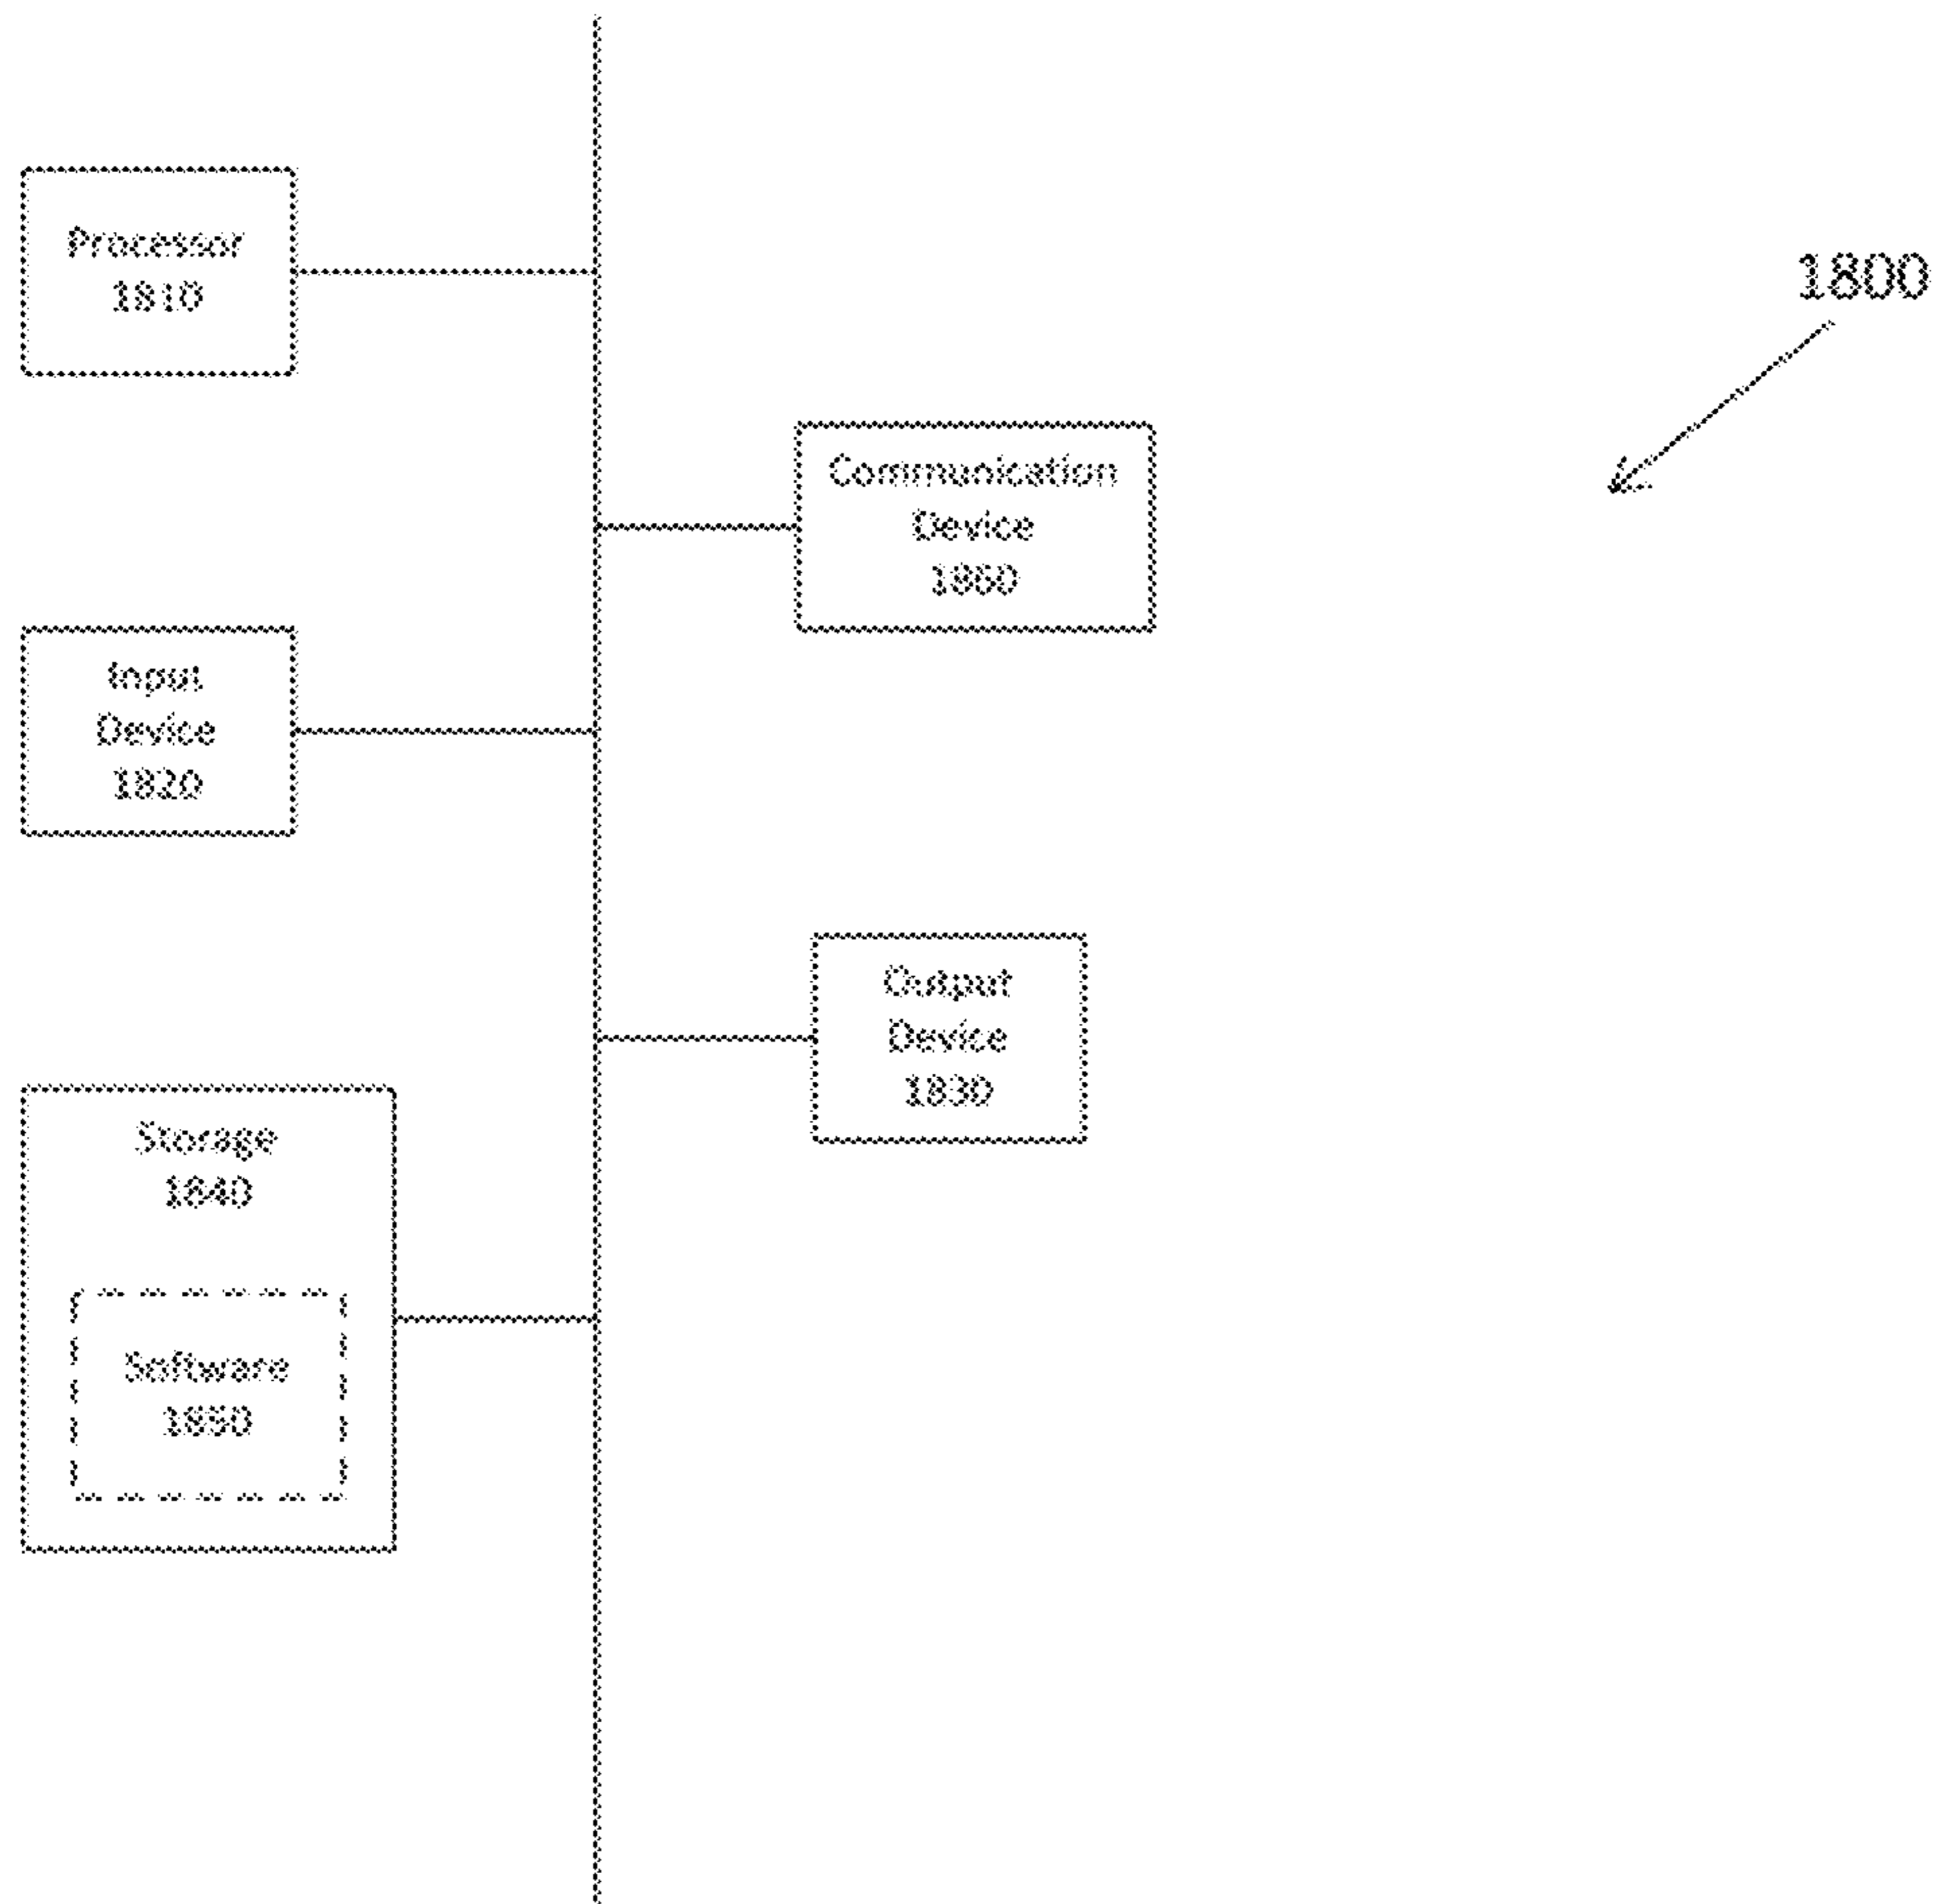 Processor
1810
1800
Communication
Device
1860
Input
Device
1820
Output
Device
1830
Storage
1840
Software
1850